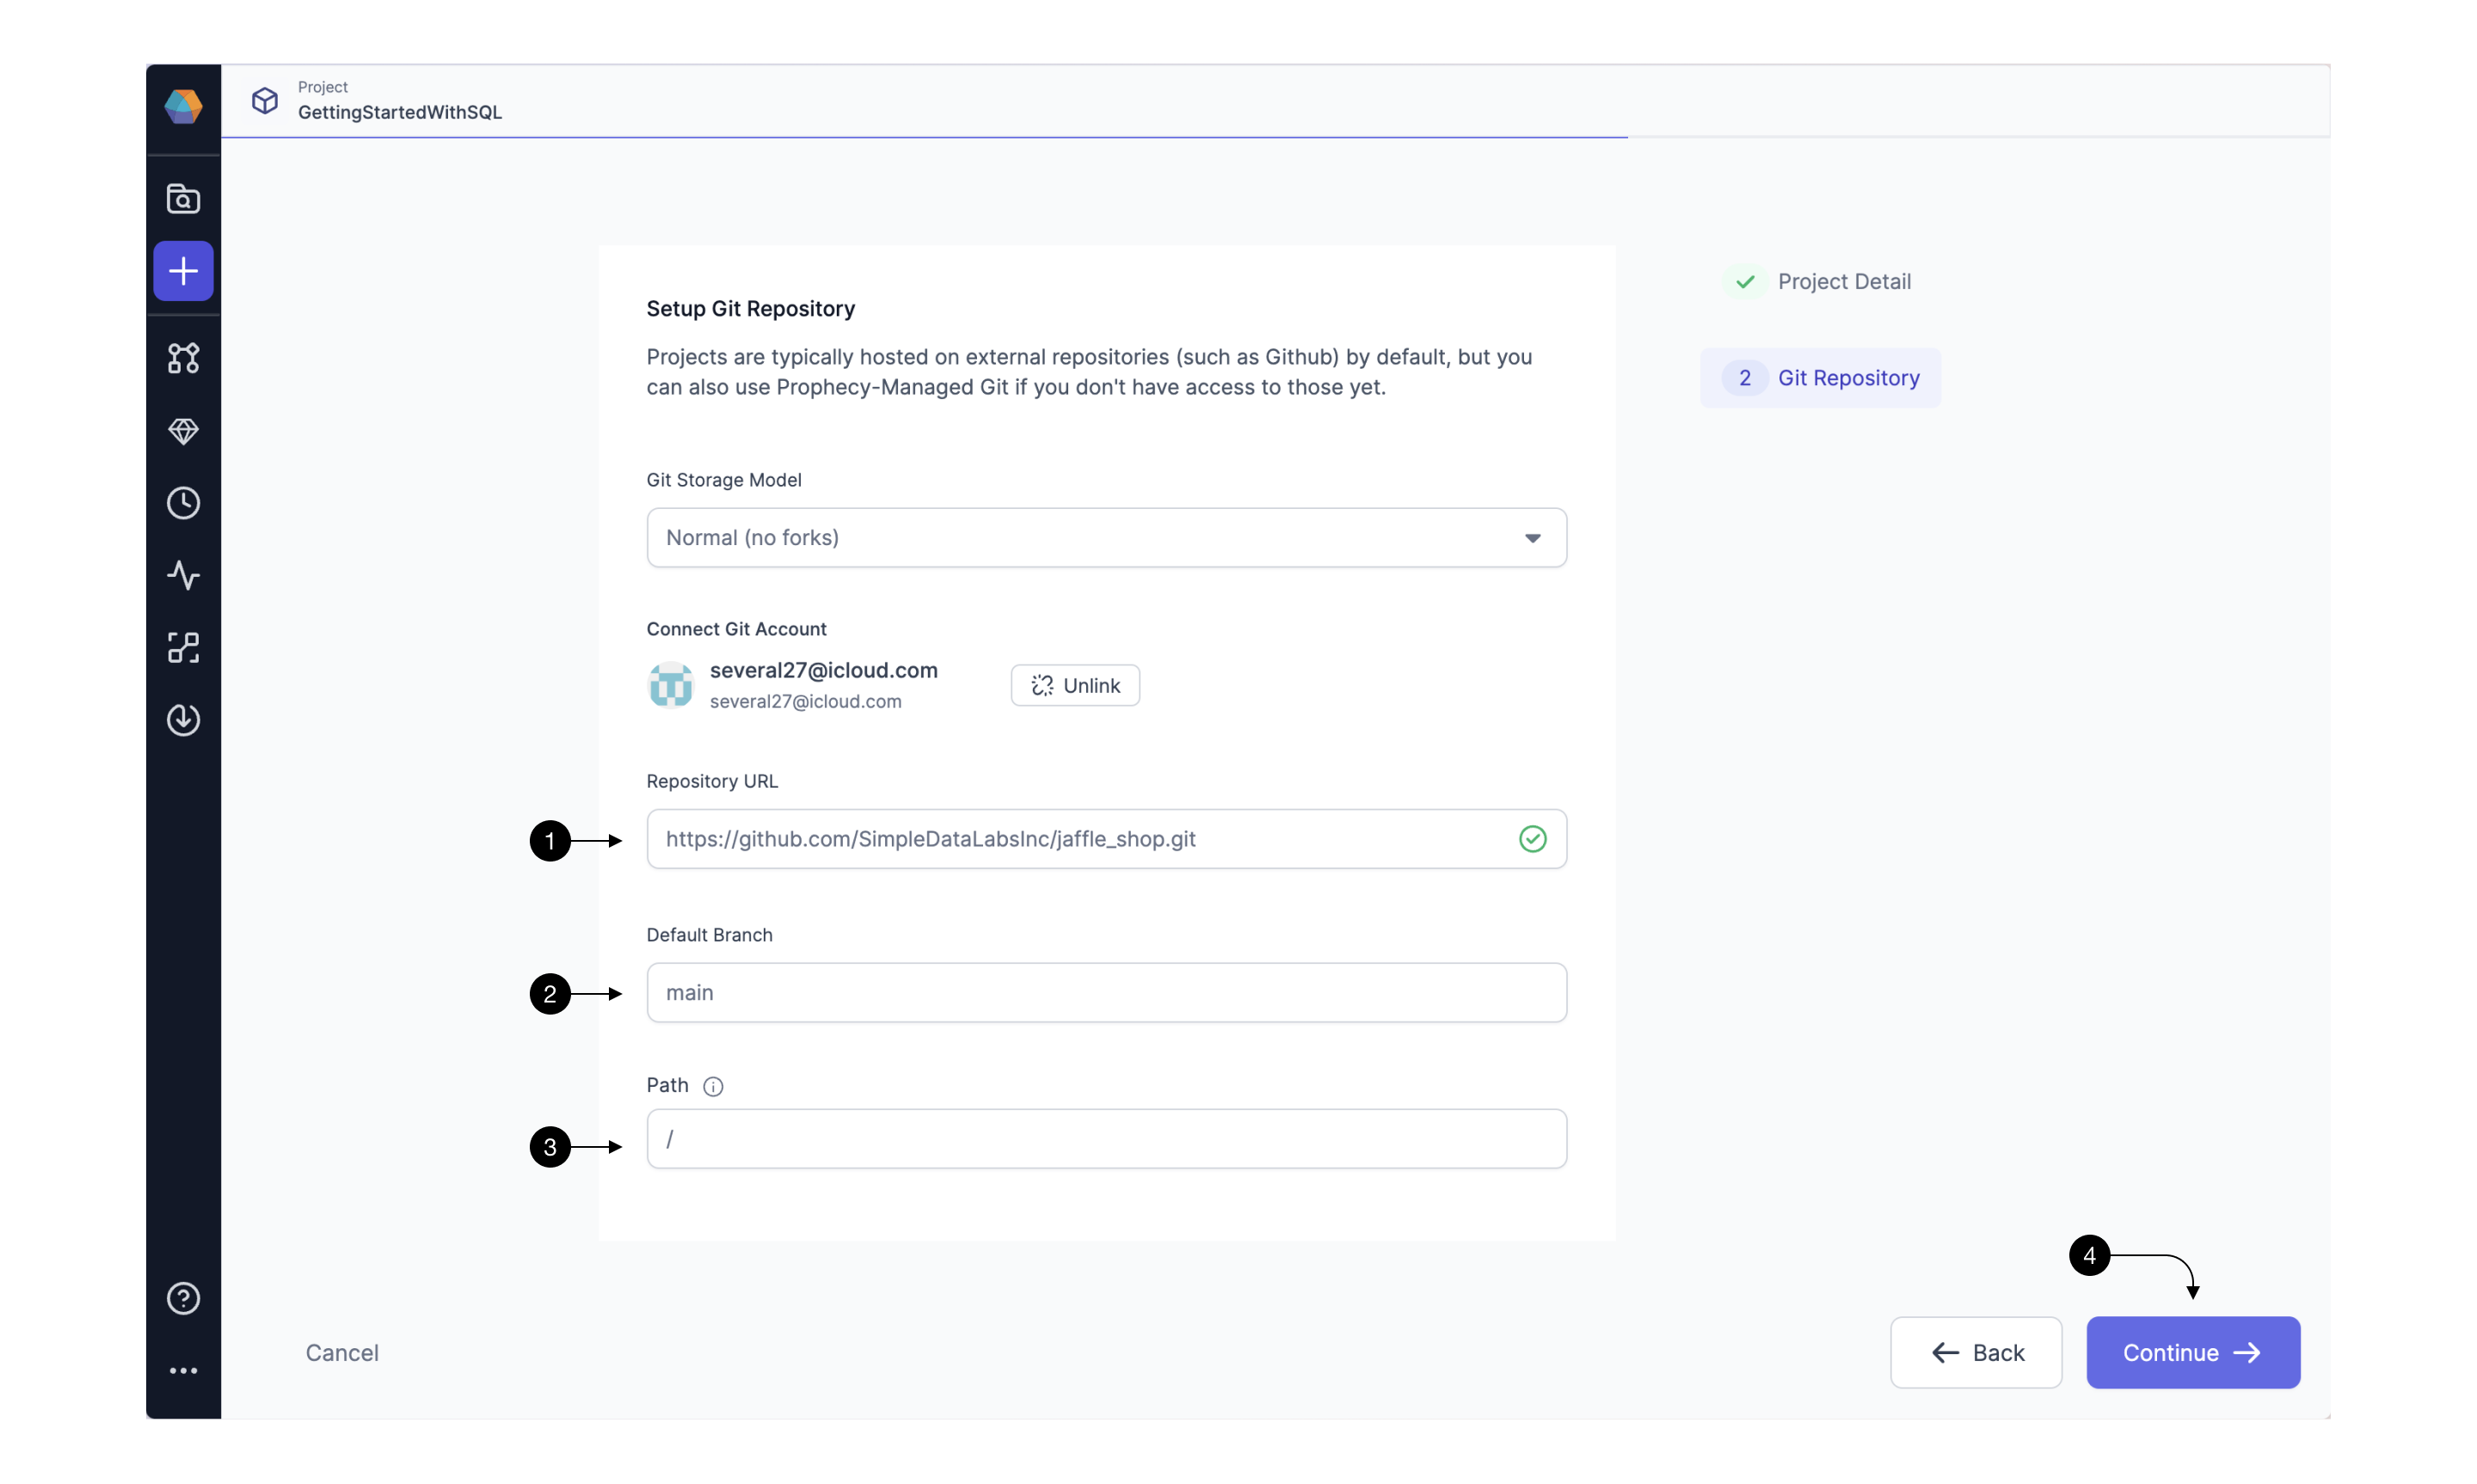 Project
GettingStartedWithSQL
Setup Git Repository
Projects are typically hosted on external repositories (such as Github) by default, but you
can also use Prophecy-Managed Git if you don't have access to those yet.
Project Detail
2 Git Repository
Git Storage Model
Normal (no forks)
Connect Git Account
several27@icloud.com
several27@icloud.com
Unlink
Repository URL
1
https://github.com/SimpleDataLabsInc/jaffle_shop.git
Default Branch
2
main
Path
3
/
4
Cancel
Back
Continue